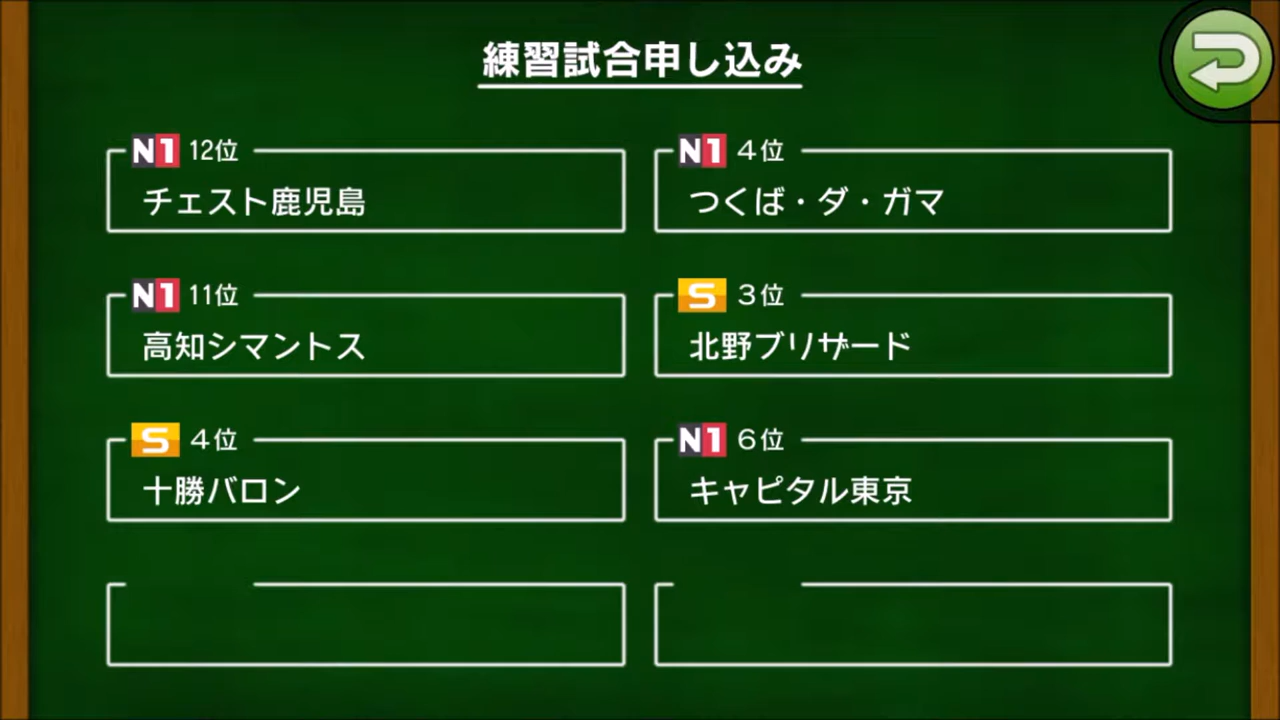 練習試合申し込み
N1 12位
チェスト鹿児島
N1 4位
つくば・ダ・ガマ
N1 11位
高知シマントス
S 3位
北野ブリザード
S 4位
十勝バロン
N1 6位
キャピタル東京